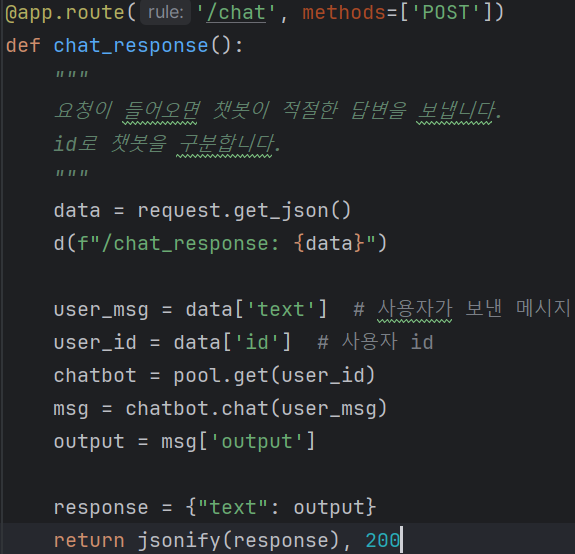 @app.route( rule: '/chat', methods=['POST'])
def chat_response():
    """
    요청이 들어오면 챗봇이 적절한 답변을 보냅니다.
    id로 챗봇을 구분합니다.
    """
    data = request.get_json()
    d(f"/chat_response: {data}")

    user_msg = data['text']  # 사용자가 보낸 메시지
    user_id = data['id']  # 사용자 id
    chatbot = pool.get(user_id)
    msg = chatbot.chat(user_msg)
    output = msg['output']

    response = {"text": output}
    return jsonify(response), 200